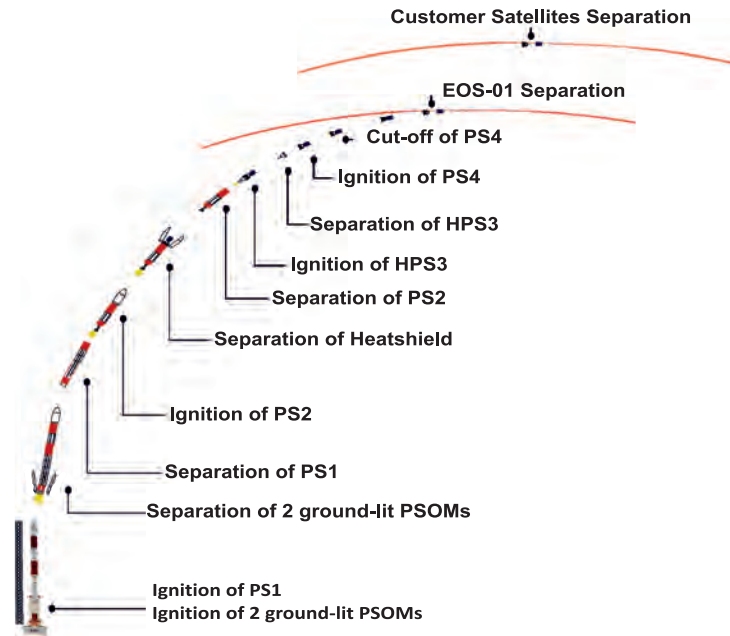 Customer Satellites Separation
EOS-01 Separation
Cut-off of PS4
Ignition of PS4
Separation of HPS3
Ignition of HPS3
Separation of PS2
Separation of Heatshield
Ignition of PS2
Separation of PS1
Separation of 2 ground-lit PSOMs
Ignition of PS1
Ignition of 2 ground-lit PSOMs